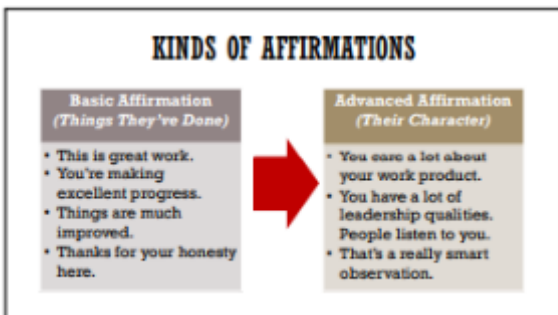 KINDS OF AFFIRMATIONS
Basic Affirmation
(Things They've Done)
• This is great work.
• You're making
excellent progress.
• Things are much
improved.
• Thanks for your honesty
here.
Advanced Affirmation
(Their Character)
• You care a lot about
your work product.
• You have a lot of
leadership qualities.
People listen to you.
• That's a really smart
observation.